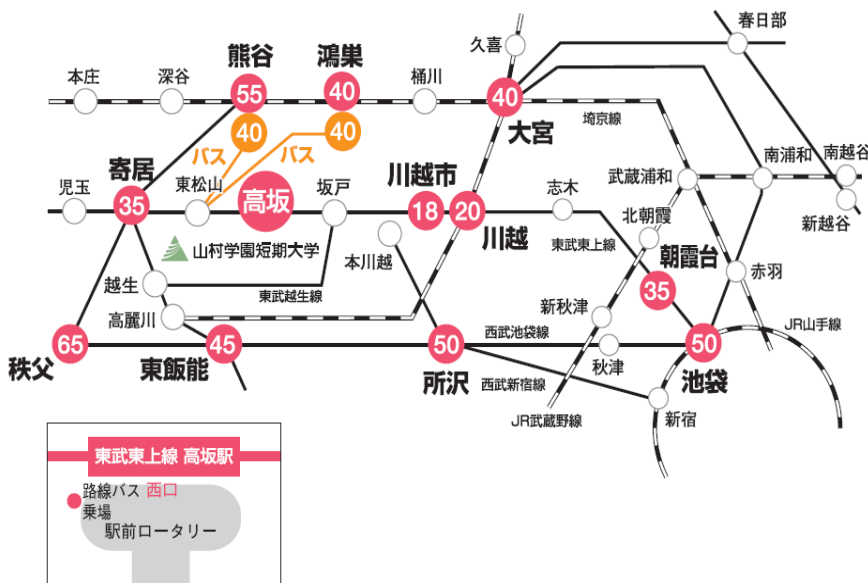 春日部
久喜
熊谷
鴻巣
本庄
深谷
桶川
55
40
40
大宮
埼京線
40
40
バス
バス
南越谷
寄居
東松山
川越市
武蔵浦和
南浦和
児玉
坂戸
志木
35
高坂
18
20
新越谷
北朝霞
川越
山村学園短期大学
本川越
東武東上線
朝霞台
赤羽
越生
東武越生線
35
新秋津
高麗川
JR山手線
西武池袋線
65
45
50
50
秋津
秩父
東飯能
所沢
池袋
西武新宿線
JR武蔵野線
新宿
東武東上線 高坂駅
路線バス 西口
乗場
駅前ロータリー